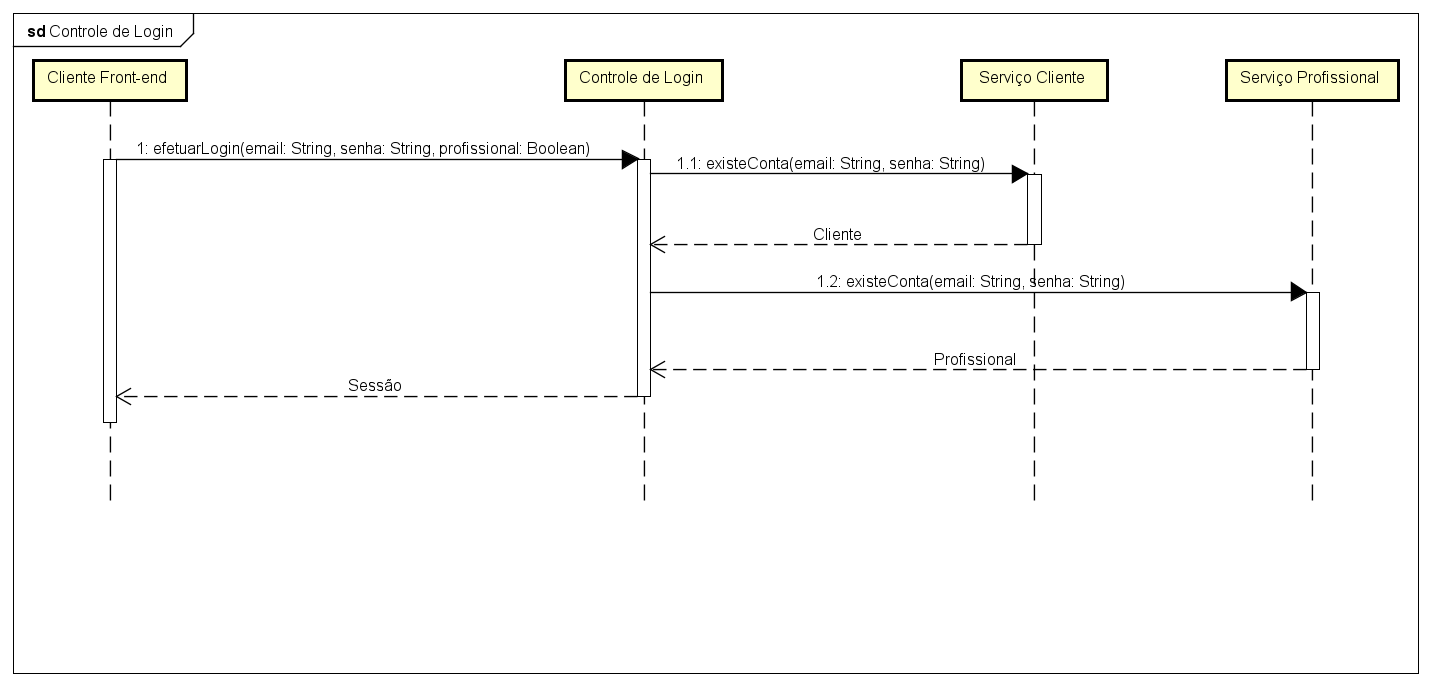 sd Controle de Login
Cliente Front-end
Controle de Login
Serviço Cliente
Serviço Profissional
1: efetuarLogin(email: String, senha: String, profissional: Boolean)
1.1: existeConta(email: String, senha: String)
Cliente
1.2: existeConta(email: String, senha: String)
Profissional
Sessão